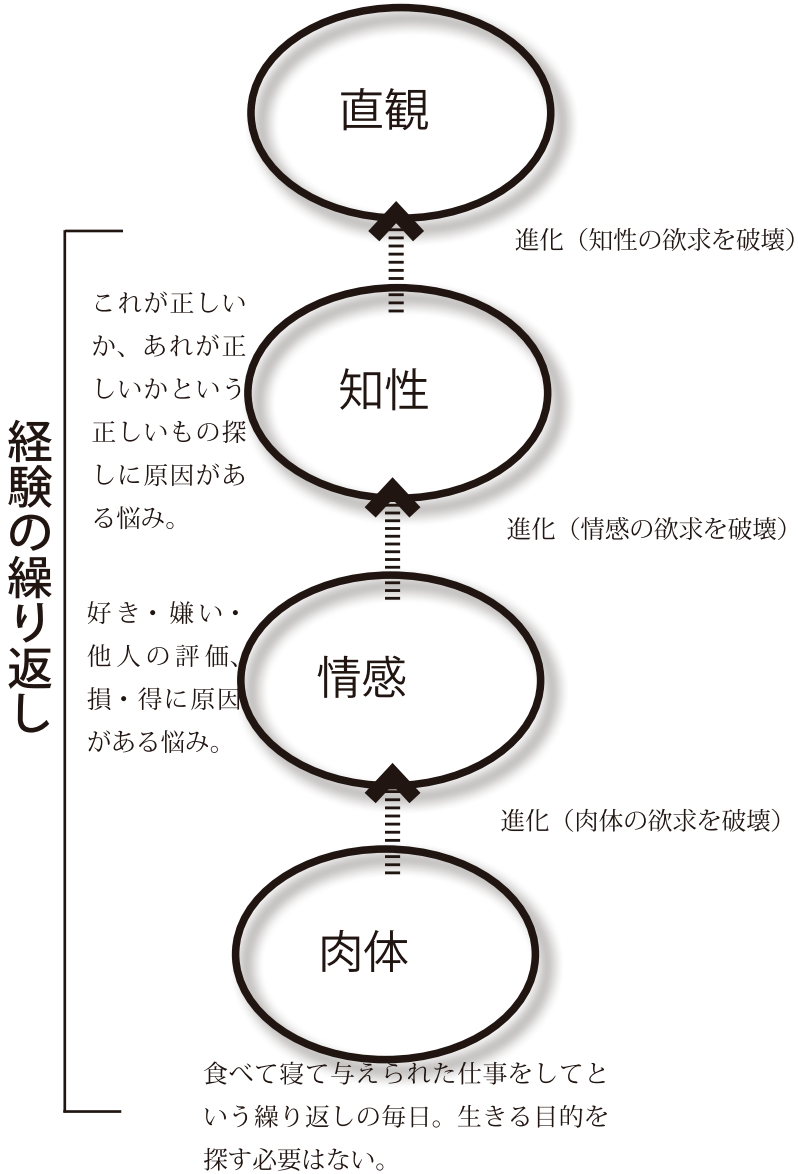 直観
進化（知性の欲求を破壊）
経験の繰り返し
これが正しい
か、あれが正
しいかという
正しいもの探
しに原因があ
る悩み。
知性
進化（情感の欲求を破壊）
好き・嫌い・
他人の評価、
損・得に原因
がある悩み。
情感
進化（肉体の欲求を破壊）
肉体
食べて寝て与えられた仕事をしてと
いう繰り返しの毎日。生きる目的を
探す必要はない。